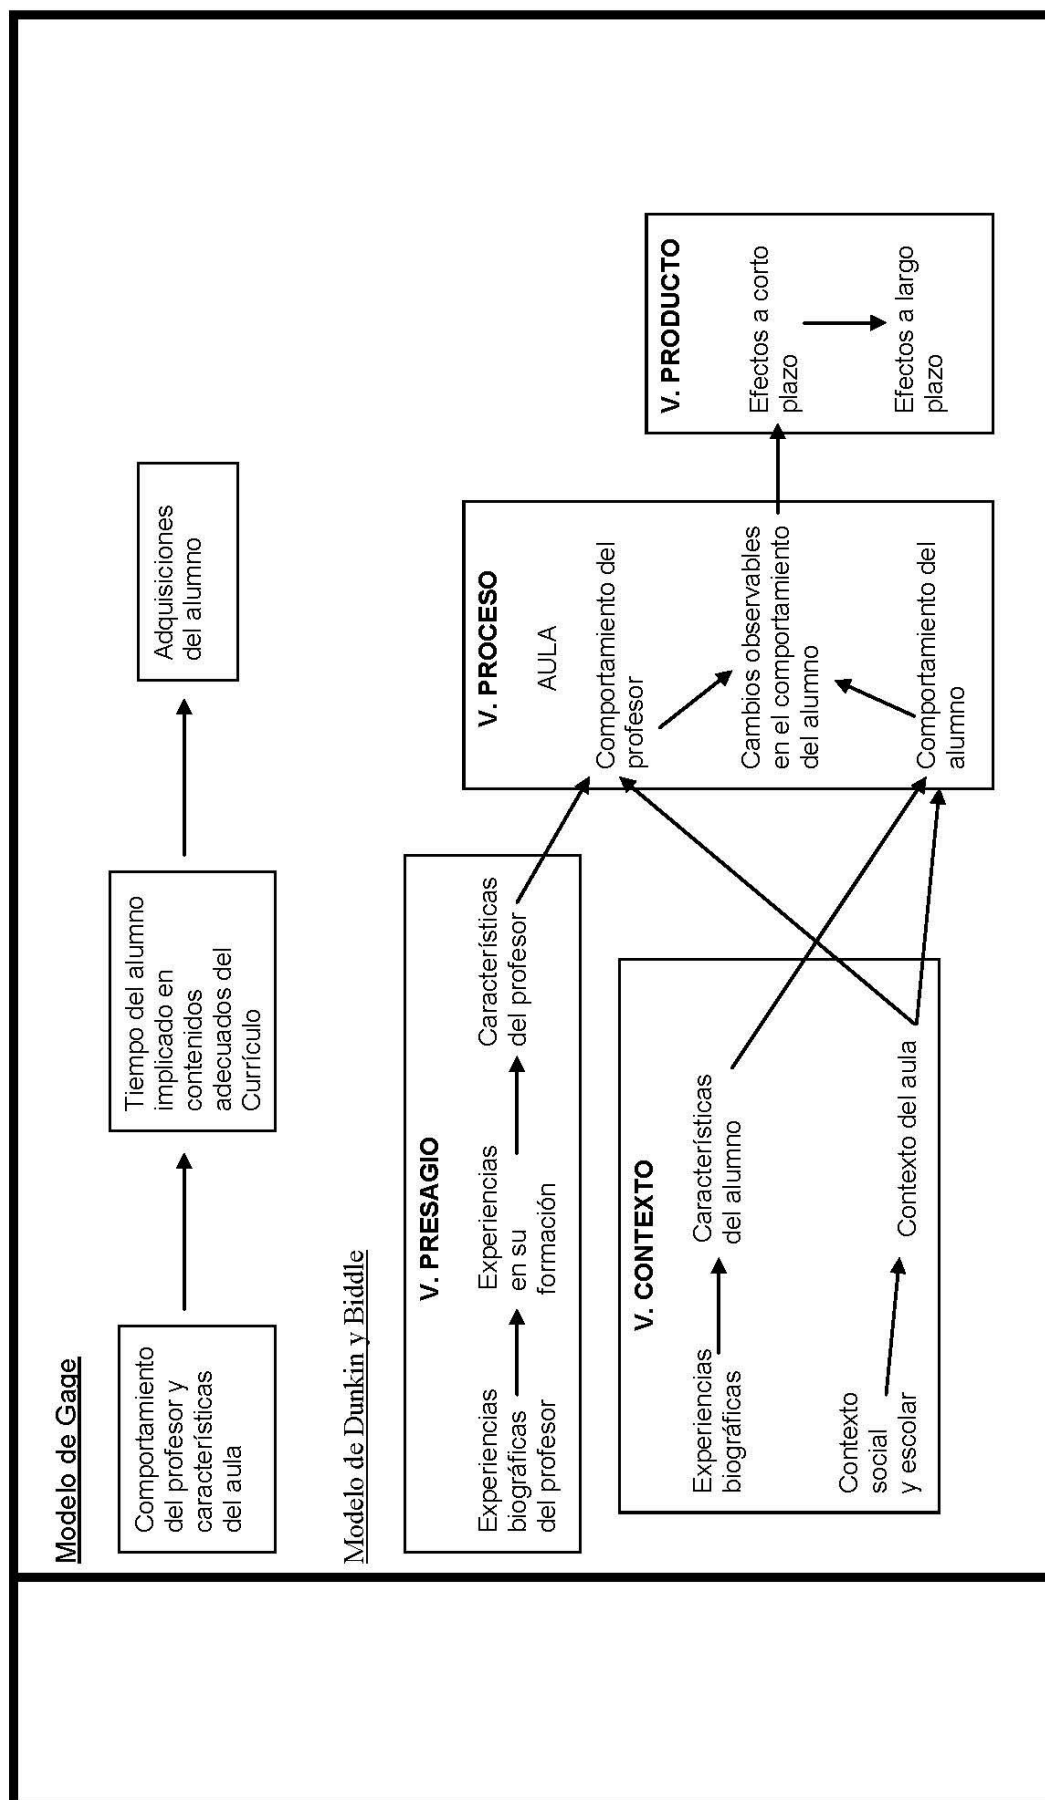 Modelo de Gage
Comportamiento
del profesor y
características
del aula
Tiempo del alumno
implicado en
contenidos
adecuados del
Currículo
Adquisiciones
del alumno
Modelo de Dunkin y Biddle
V. PRESAGIO
Experiencias
biográficas
del profesor
Experiencias
en su
formación
Características
del profesor
V. CONTEXTO
Experiencias
biográficas
Características
del alumno
Contexto
social
y escolar
Contexto del aula
V. PROCESO
AULA
Comportamiento del
profesor
Cambios observables
en el comportamiento
del alumno
Comportamiento del
alumno
V. PRODUCTO
Efectos a corto
plazo
Efectos a largo
plazo